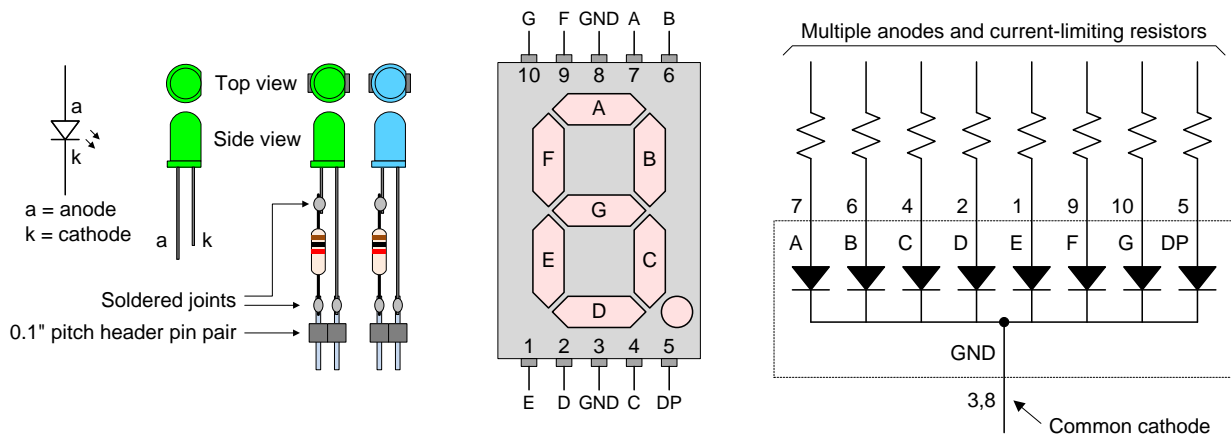 a
k
a = anode
k = cathode
Top view
Side view
a
k
Soldered joints
0.1" pitch header pin pair
G F GND A B
10 9 8 7 6
A
F
B
G
E
C
D
1 2 3 4 5
E D GND C DP
Multiple anodes and current-limiting resistors
7 6 4 2 1 9 10 5
A B C D E F G DP
GND
3,8
Common cathode